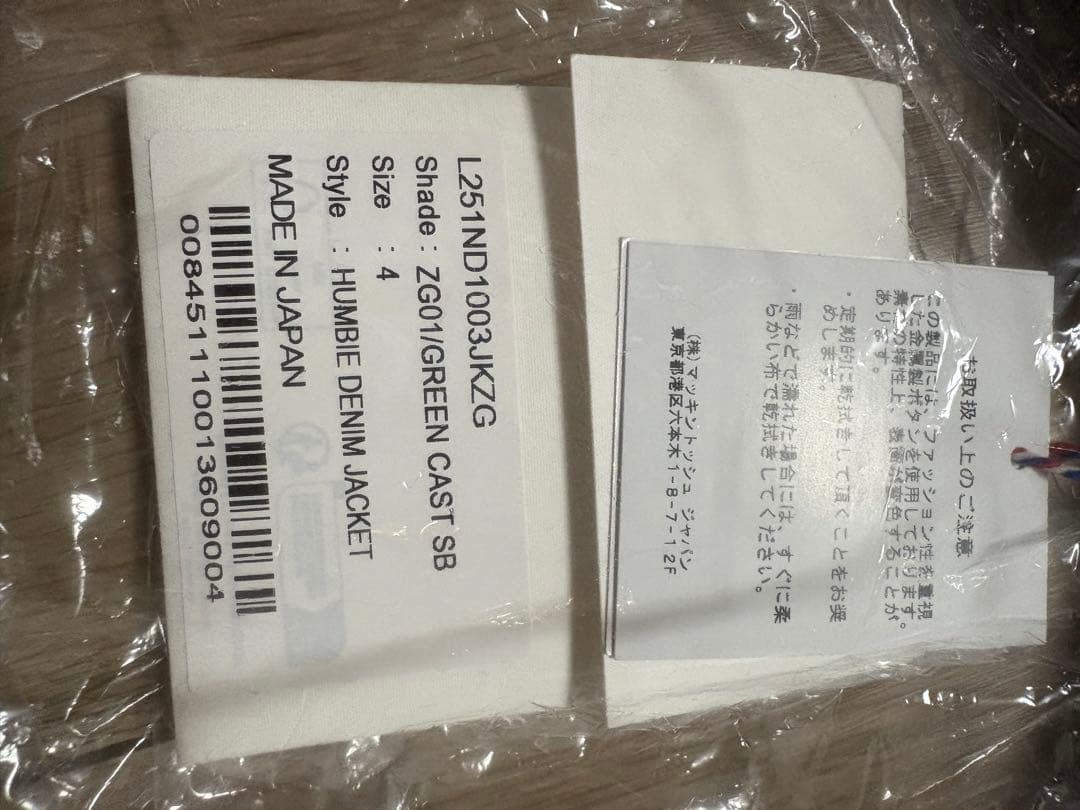 L251ND1003JKZG
Shade : ZG01/GREEN CAST SB
Size : 4
Style : HUMBIE DENIM JACKET
MADE IN JAPAN
008451110013609004
お取扱い上のご注意
この製品には、ファッション性を重視
した金属製ボタンを使用しております。
素材の特性上、表面が変色することが
あります。
・定期的に乾拭きして頂くことをお奨
めします。
・雨などで濡れた場合には、すぐに柔
らかい布で乾拭きしてください。
(株)マッキントッシュ ジャパン
東京都港区六本木1-8-7-12F